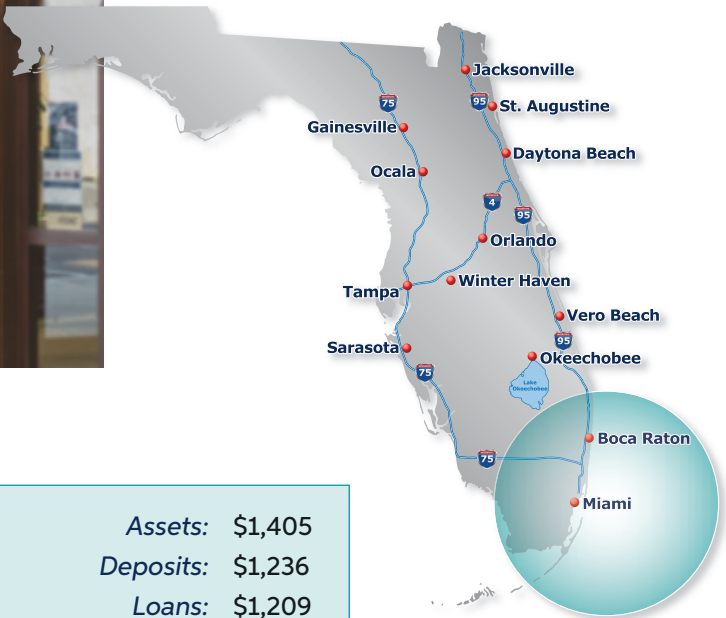 Jacksonville
75
95
St. Augustine
Gainesville
Daytona Beach
Ocala
4
95
Orlando
Winter Haven
Tampa
Vero Beach
95
Sarasota
Okeechobee
75
Lake
Okeechobee
Boca Raton
75
Miami
Assets: $1,405
Deposits: $1,236
Loans: $1,209